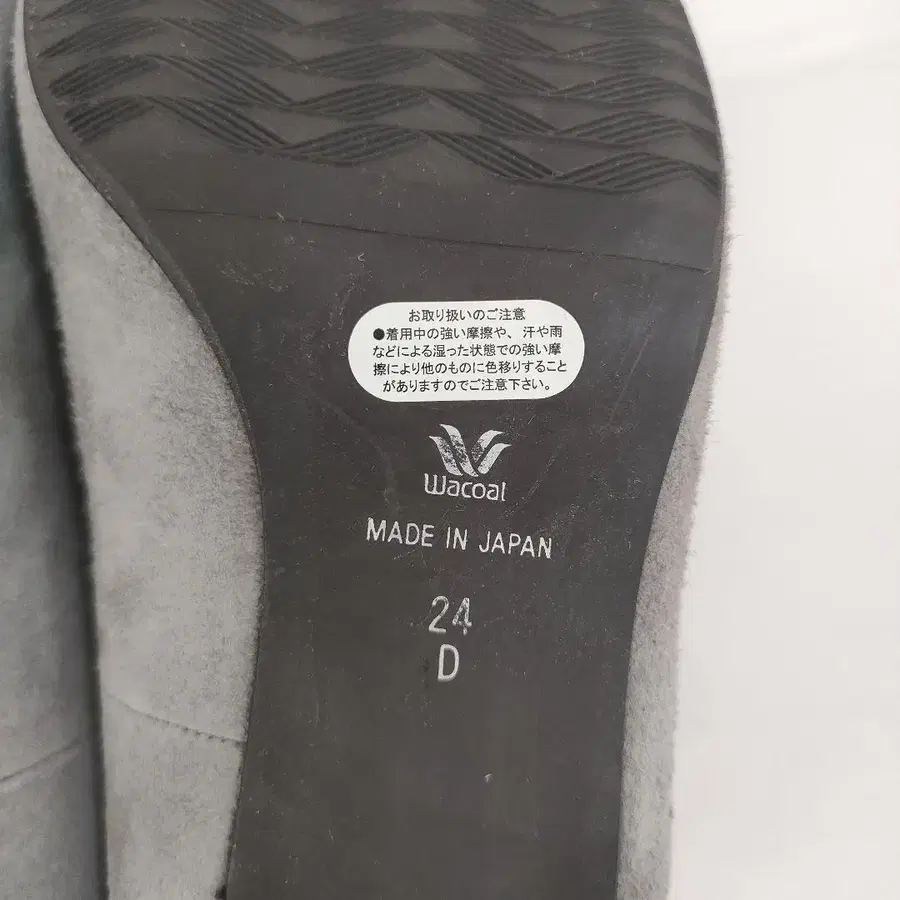 お取り扱いのご注意
●着用中の強い摩擦や、汗や雨
などによる湿った状態での強い摩
擦により他のものに色移りすること
がありますのでご注意下さい。
Wacoal
MADE IN JAPAN
24
D